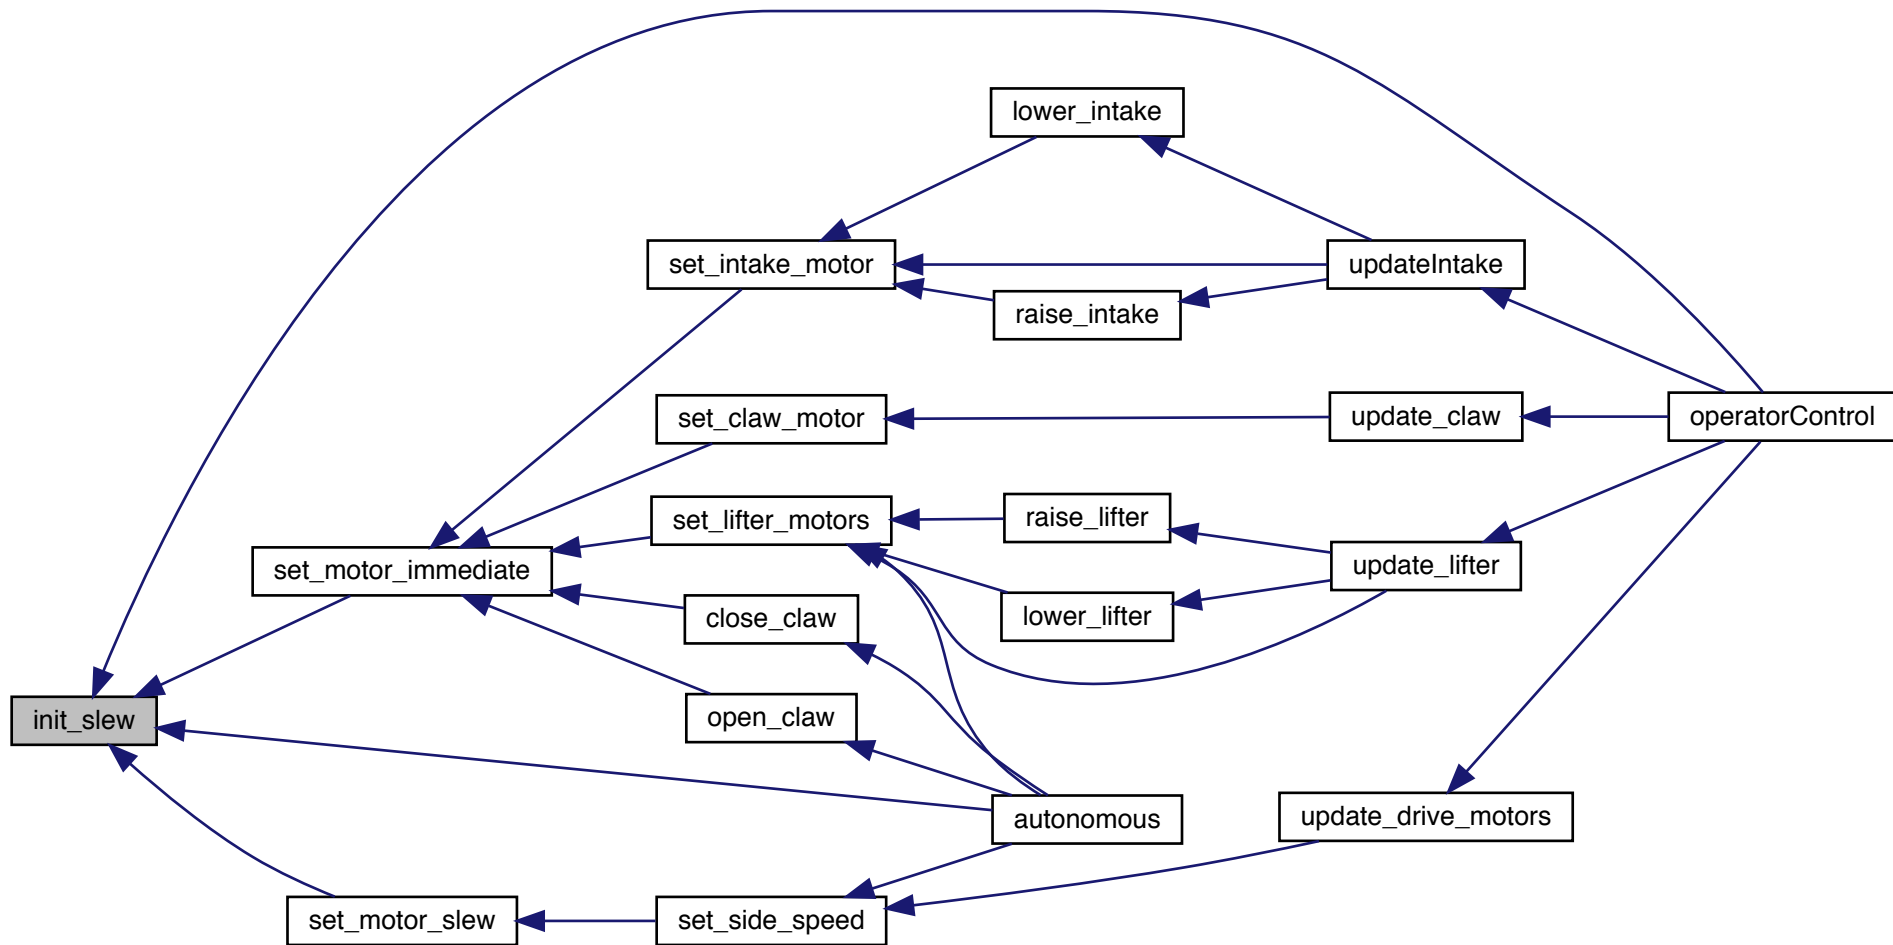 lower_intake
set_intake_motor
updateIntake
raise_intake
set_claw_motor
update_claw
operatorControl
set_lifter_motors
raise_lifter
set_motor_immediate
update_lifter
close_claw
lower_lifter
init_slew
open_claw
autonomous
update_drive_motors
set_motor_slew
set_side_speed